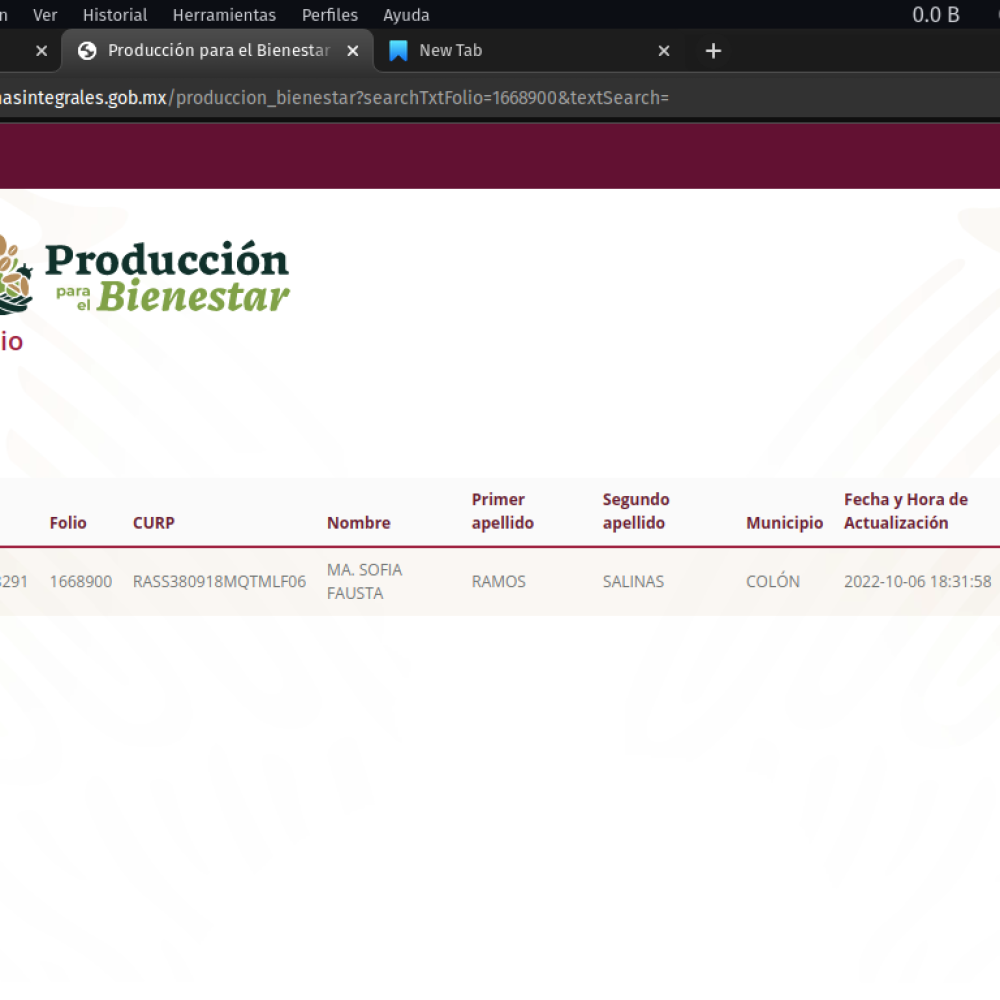 n Ver Historial Herramientas Perfiles Ayuda 0.0 B
Producción para el Bienestar New Tab
asintegrales.gob.mx/produccion_bienestar?searchTxtFolio=1668900&textSearch=
Producción
para el Bienestar
io
Folio CURP Nombre Primer apellido Segundo apellido Municipio Fecha y Hora de Actualización
291 1668900 RASS380918MQTMLF06 MA. SOFIA FAUSTA RAMOS SALINAS COLÓN 2022-10-06 18:31:58